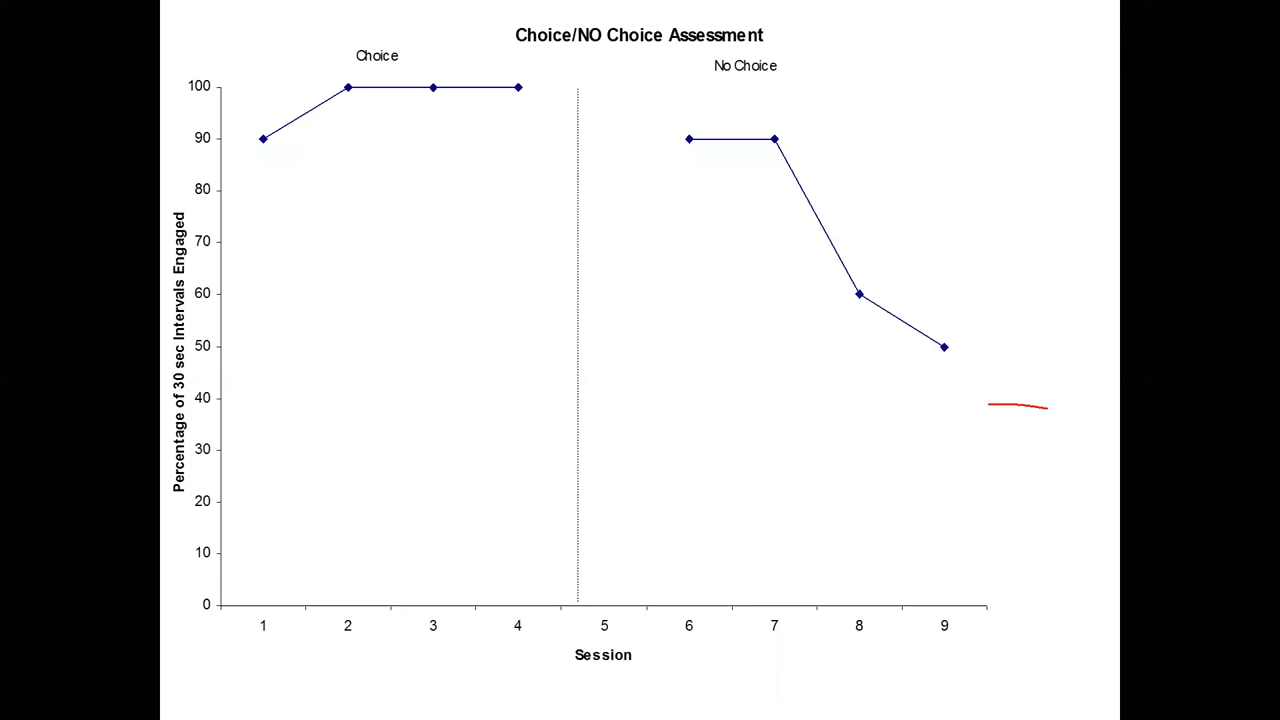 Choice/NO Choice Assessment
Choice
No Choice
100
90
80
70
60
50
40
30
20
10
0
Percentage of 30 sec Intervals Engaged
1 2 3 4 5 6 7 8 9
Session